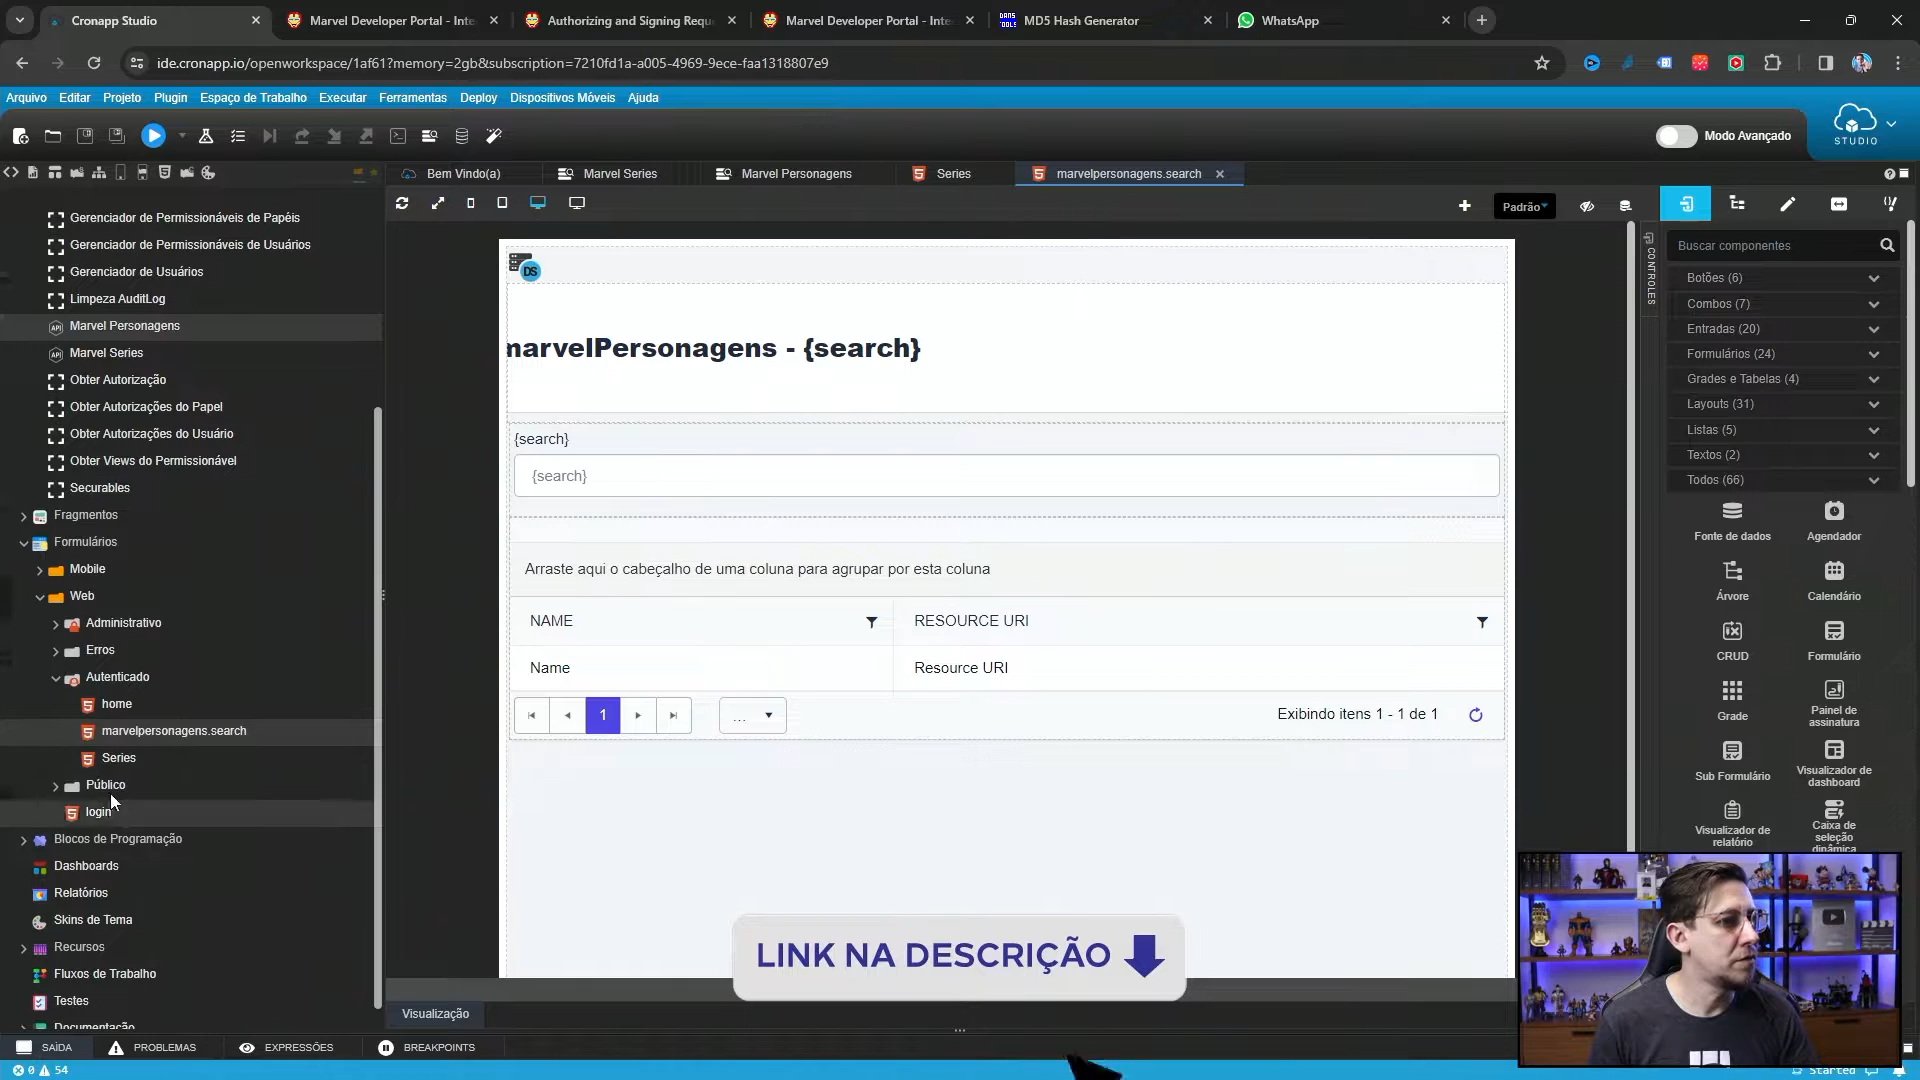 Cronapp Studio
Marvel Developer Portal - Inte
Authorizing and Signing Requ
Marvel Developer Portal - Inte
MD5 Hash Generator
WhatsApp
ide.cronapp.io/openworkspace/1af61?memory=2gb&subscription=7210fd1a-a005-4969-9ece-faa1318807e9
Arquivo Editar Projeto Plugin Espaço de Trabalho Executar Ferramentas Deploy Dispositivos Móveis Ajuda
Modo Avançado
STUDIO
Bem Vindo(a)
Marvel Series
Marvel Personagens
Series
marvelpersonagens.search
Padrão
Gerenciador de Permissionáveis de Papéis
Gerenciador de Permissionáveis de Usuários
Gerenciador de Usuários
Limpeza AuditLog
API Marvel Personagens
API Marvel Series
Obter Autorização
Obter Autorizações do Papel
Obter Autorizações do Usuário
Obter Views do Permissionável
Securables
Fragmentos
Formulários
Mobile
Web
Administrativo
Erros
Autenticado
home
marvelpersonagens.search
Series
Público
login
Blocos de Programação
Dashboards
Relatórios
Skins de Tema
Recursos
Fluxos de Trabalho
Testes
Documentação
DS
marvelPersonagens - {search}
{search}
{search}
Arraste aqui o cabeçalho de uma coluna para agrupar por esta coluna
NAME RESOURCE URI
Name Resource URI
1 ... Exibindo itens 1 - 1 de 1
LINK NA DESCRIÇÃO
Visualização
CONTROLES
Buscar componentes
Botões (6)
Combos (7)
Entradas (20)
Formulários (24)
Grades e Tabelas (4)
Layouts (31)
Listas (5)
Textos (2)
Todos (66)
Fonte de dados
Agendador
Árvore
Calendário
CRUD
Formulário
Grade
Painel de assinatura
Sub Formulário
Visualizador de dashboard
Visualizador de relatório
Caixa de seleção dinâmica
SAÍDA PROBLEMAS EXPRESSÕES BREAKPOINTS
0 54
Started